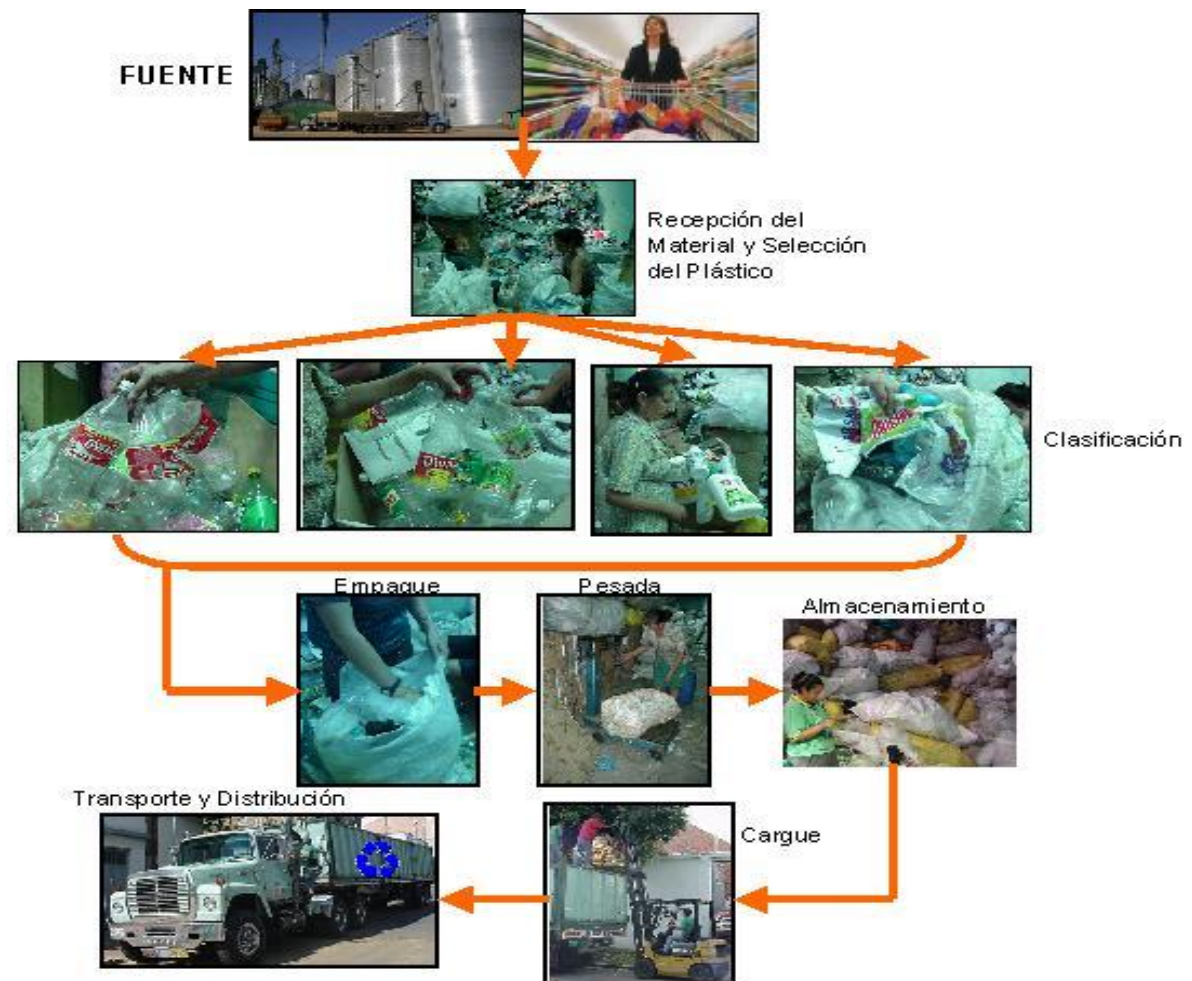 FUENTE
Recepción del
Material y Selección
del Plástico
Clasificación
Empaque
Pesada
Almacenamiento
Transporte y Distribución
Cargue